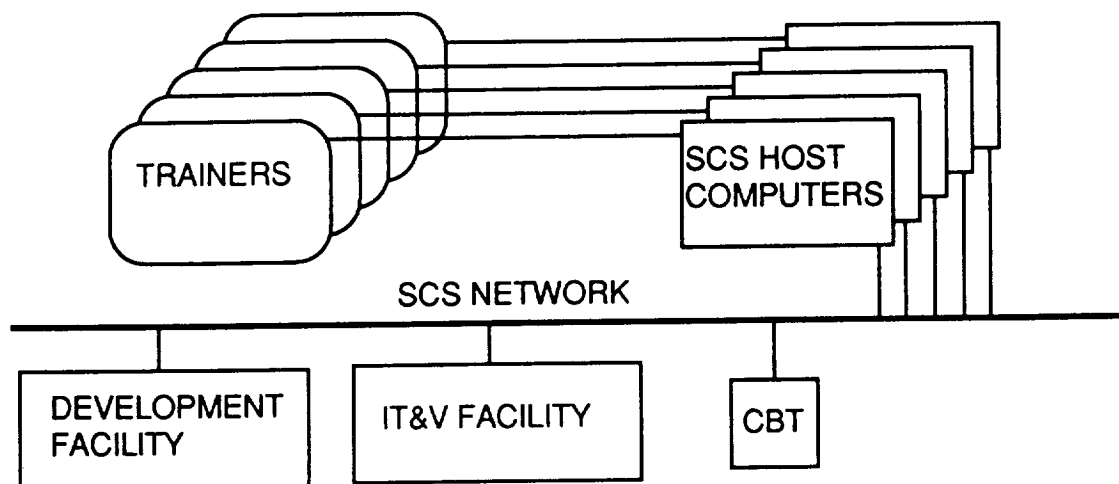 TRAINERS
SCS HOST
COMPUTERS
SCS NETWORK
DEVELOPMENT
FACILITY
IT&V FACILITY
CBT